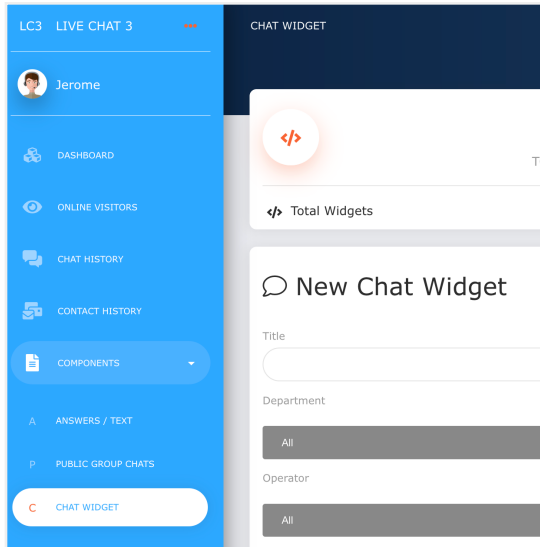 LC3 LIVE CHAT 3
Jerome
DASHBOARD
ONLINE VISITORS
CHAT HISTORY
CONTACT HISTORY
COMPONENTS
A ANSWERS / TEXT
P PUBLIC GROUP CHATS
C CHAT WIDGET
CHAT WIDGET
T
Total Widgets
New Chat Widget
Title
Department
All
Operator
All